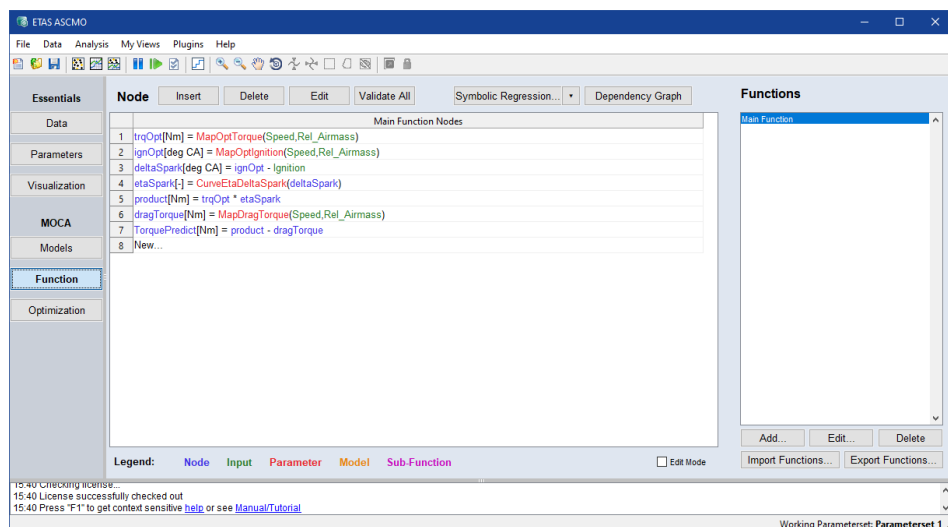 ETAS ASCMO
File Data Analysis My Views Plugins Help
Essentials
Data
Parameters
Visualization
MOCA
Models
Function
Optimization
Node Insert Delete Edit Validate All Symbolic Regression... Dependency Graph
Main Function Nodes
1 trqOpt[Nm] = MapOptTorque(Speed,Rel_Airmass)
2 ignOpt[deg CA] = MapOptIgnition(Speed,Rel_Airmass)
3 deltaSpark[deg CA] = ignOpt - Ignition
4 etaSpark[-] = CurveEtaDeltaSpark(deltaSpark)
5 product[Nm] = trqOpt * etaSpark
6 dragTorque[Nm] = MapDragTorque(Speed,Rel_Airmass)
7 TorquePredict[Nm] = product - dragTorque
8 New...
Legend: Node Input Parameter Model Sub-Function Edit Mode
Functions
Main Function
Add... Edit... Delete
Import Functions... Export Functions...
15:40 Checking license...
15:40 License successfully checked out
15:40 Press "F1" to get context sensitive help or see Manual/Tutorial
Working Parameterset: Parameterset 1